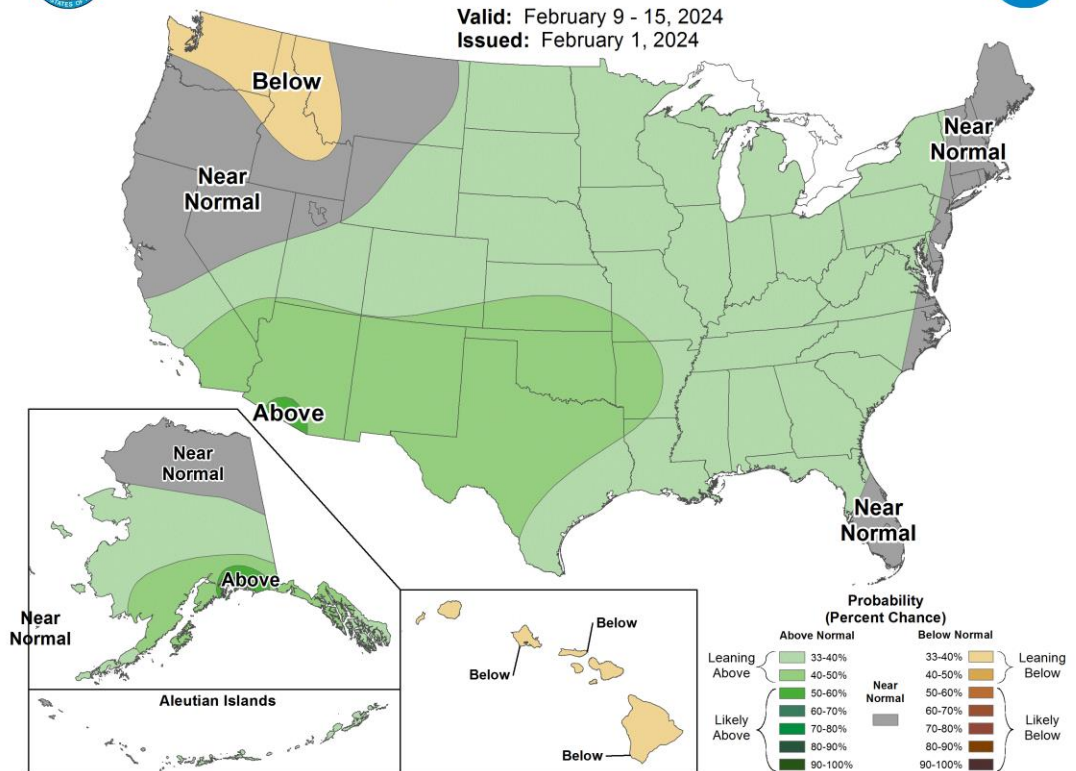 STATES OF
Valid: February 9 - 15, 2024
Issued: February 1, 2024
Below
Near
Normal
Near
Normal
Above
Near
Normal
Near
Normal
Above
Near
Normal
Aleutian Islands
Below
Below
Below
Probability
(Percent Chance)
Above Normal
Below Normal
Leaning
Above
33-40%
40-50%
Likely
Above
50-60%
60-70%
70-80%
80-90%
90-100%
Near
Normal
33-40%
40-50%
Leaning
Below
50-60%
60-70%
70-80%
80-90%
90-100%
Likely
Below